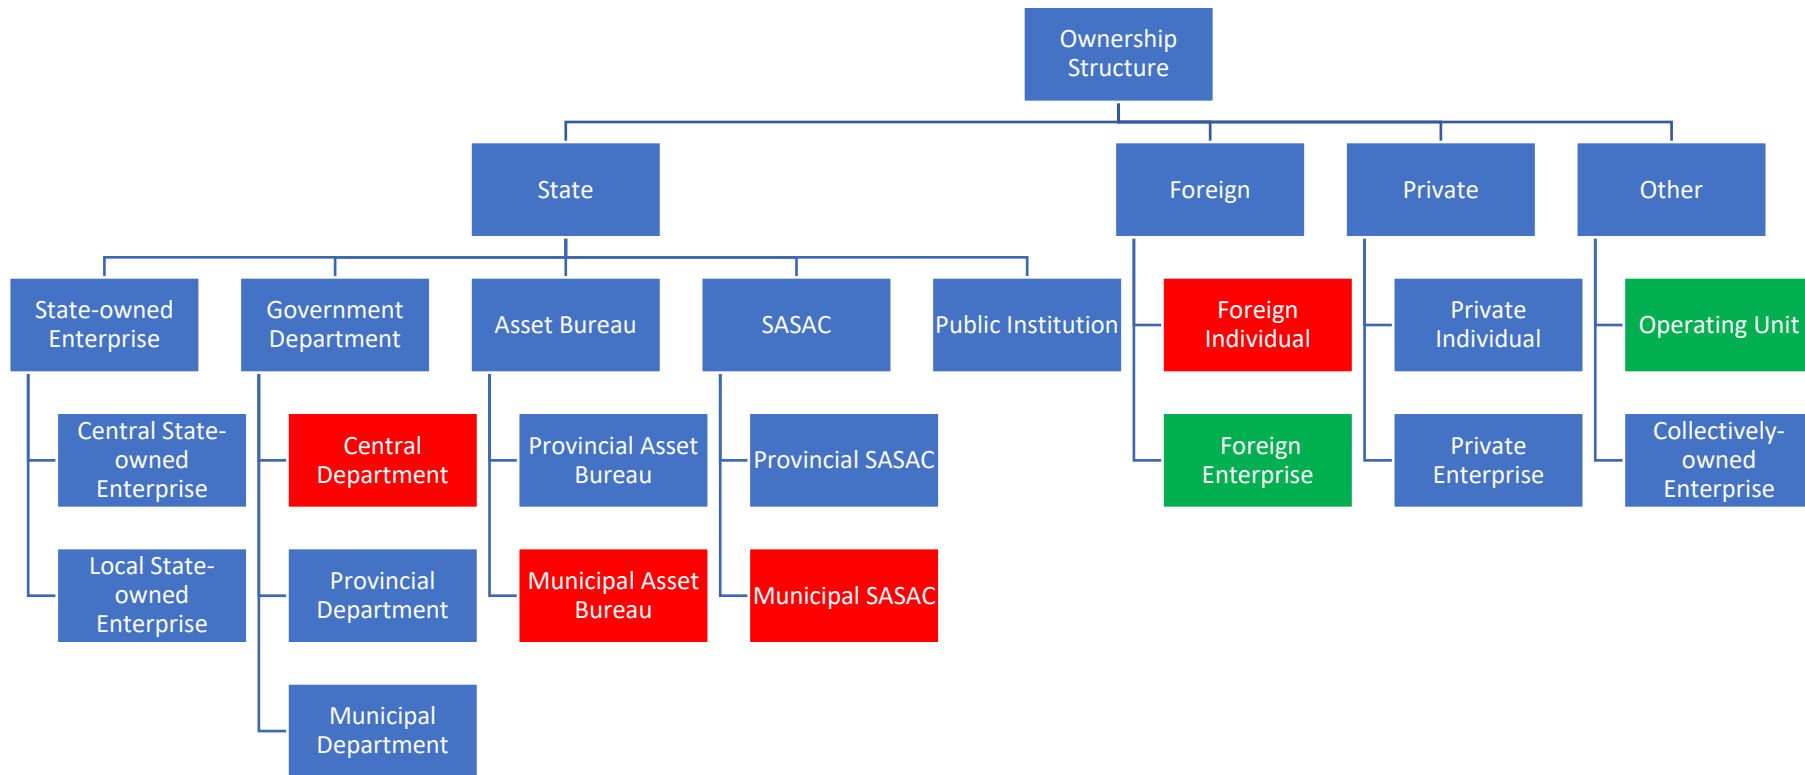 Ownership
Structure
State
Foreign
Private
Other
State-owned
Enterprise
Government
Department
Asset Bureau
SASAC
Public Institution
Foreign
Individual
Private
Individual
Operating Unit
Central State-
owned
Enterprise
Central
Department
Provincial Asset
Bureau
Provincial SASAC
Foreign
Enterprise
Private
Enterprise
Collectively-
owned
Enterprise
Local State-
owned
Enterprise
Provincial
Department
Municipal Asset
Bureau
Municipal SASAC
Municipal
Department